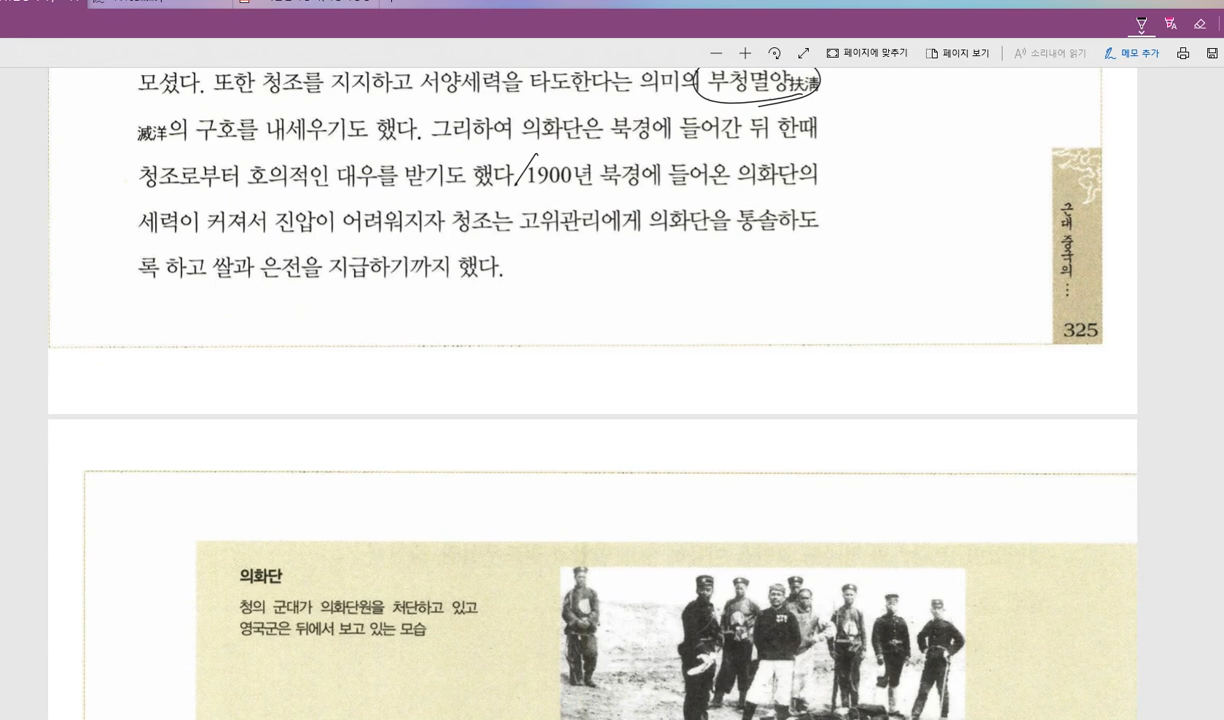 페이지에 맞추기
페이지 보기
소리내어 읽기
메모 추가
모셨다. 또한 청조를 지지하고 서양세력을 타도한다는 의미의 부청멸양扶淸
滅洋의 구호를 내세우기도 했다. 그리하여 의화단은 북경에 들어간 뒤 한때
청조로부터 호의적인 대우를 받기도 했다. 1900년 북경에 들어온 의화단의
세력이 커져서 진압이 어려워지자 청조는 고위관리에게 의화단을 통솔하도
록 하고 쌀과 은전을 지급하기까지 했다.
근대 중국의 …
325
의화단
청의 군대가 의화단원을 처단하고 있고
영국군은 뒤에서 보고 있는 모습